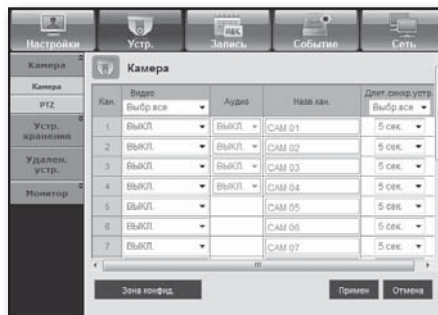 REC
Настройки Устр. Запись Событие Сеть
Камера
Камера
PTZ
Устр. хранения
Удален. устр.
Монитор
Камера
Кан. Видео Аудио Назв.кан. Длит.синхр.устр.
Выбр.все Выбр.все
1 ВЫКЛ. ВЫКЛ. CAM 01 5 сек.
2 ВЫКЛ. ВЫКЛ. CAM 02 5 сек.
3 ВЫКЛ. ВЫКЛ. CAM 03 5 сек.
4 ВЫКЛ. ВЫКЛ. CAM 04 5 сек.
5 ВЫКЛ. CAM 05 5 сек.
6 ВЫКЛ. CAM 06 5 сек.
7 ВЫКЛ. CAM 07 5 сек.
Зона конфид. Примен Отмена